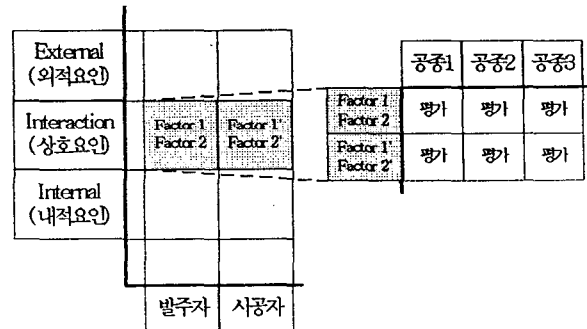 External
(외적요인)
Interaction
(상호요인)
Internal
(내적요인)
Factor 1
Factor 2
Factor 1'
Factor 2'
발주자
시공자
공종1
공종2
공종3
Factor 1
Factor 2
평가
평가
평가
Factor 1'
Factor 2'
평가
평가
평가